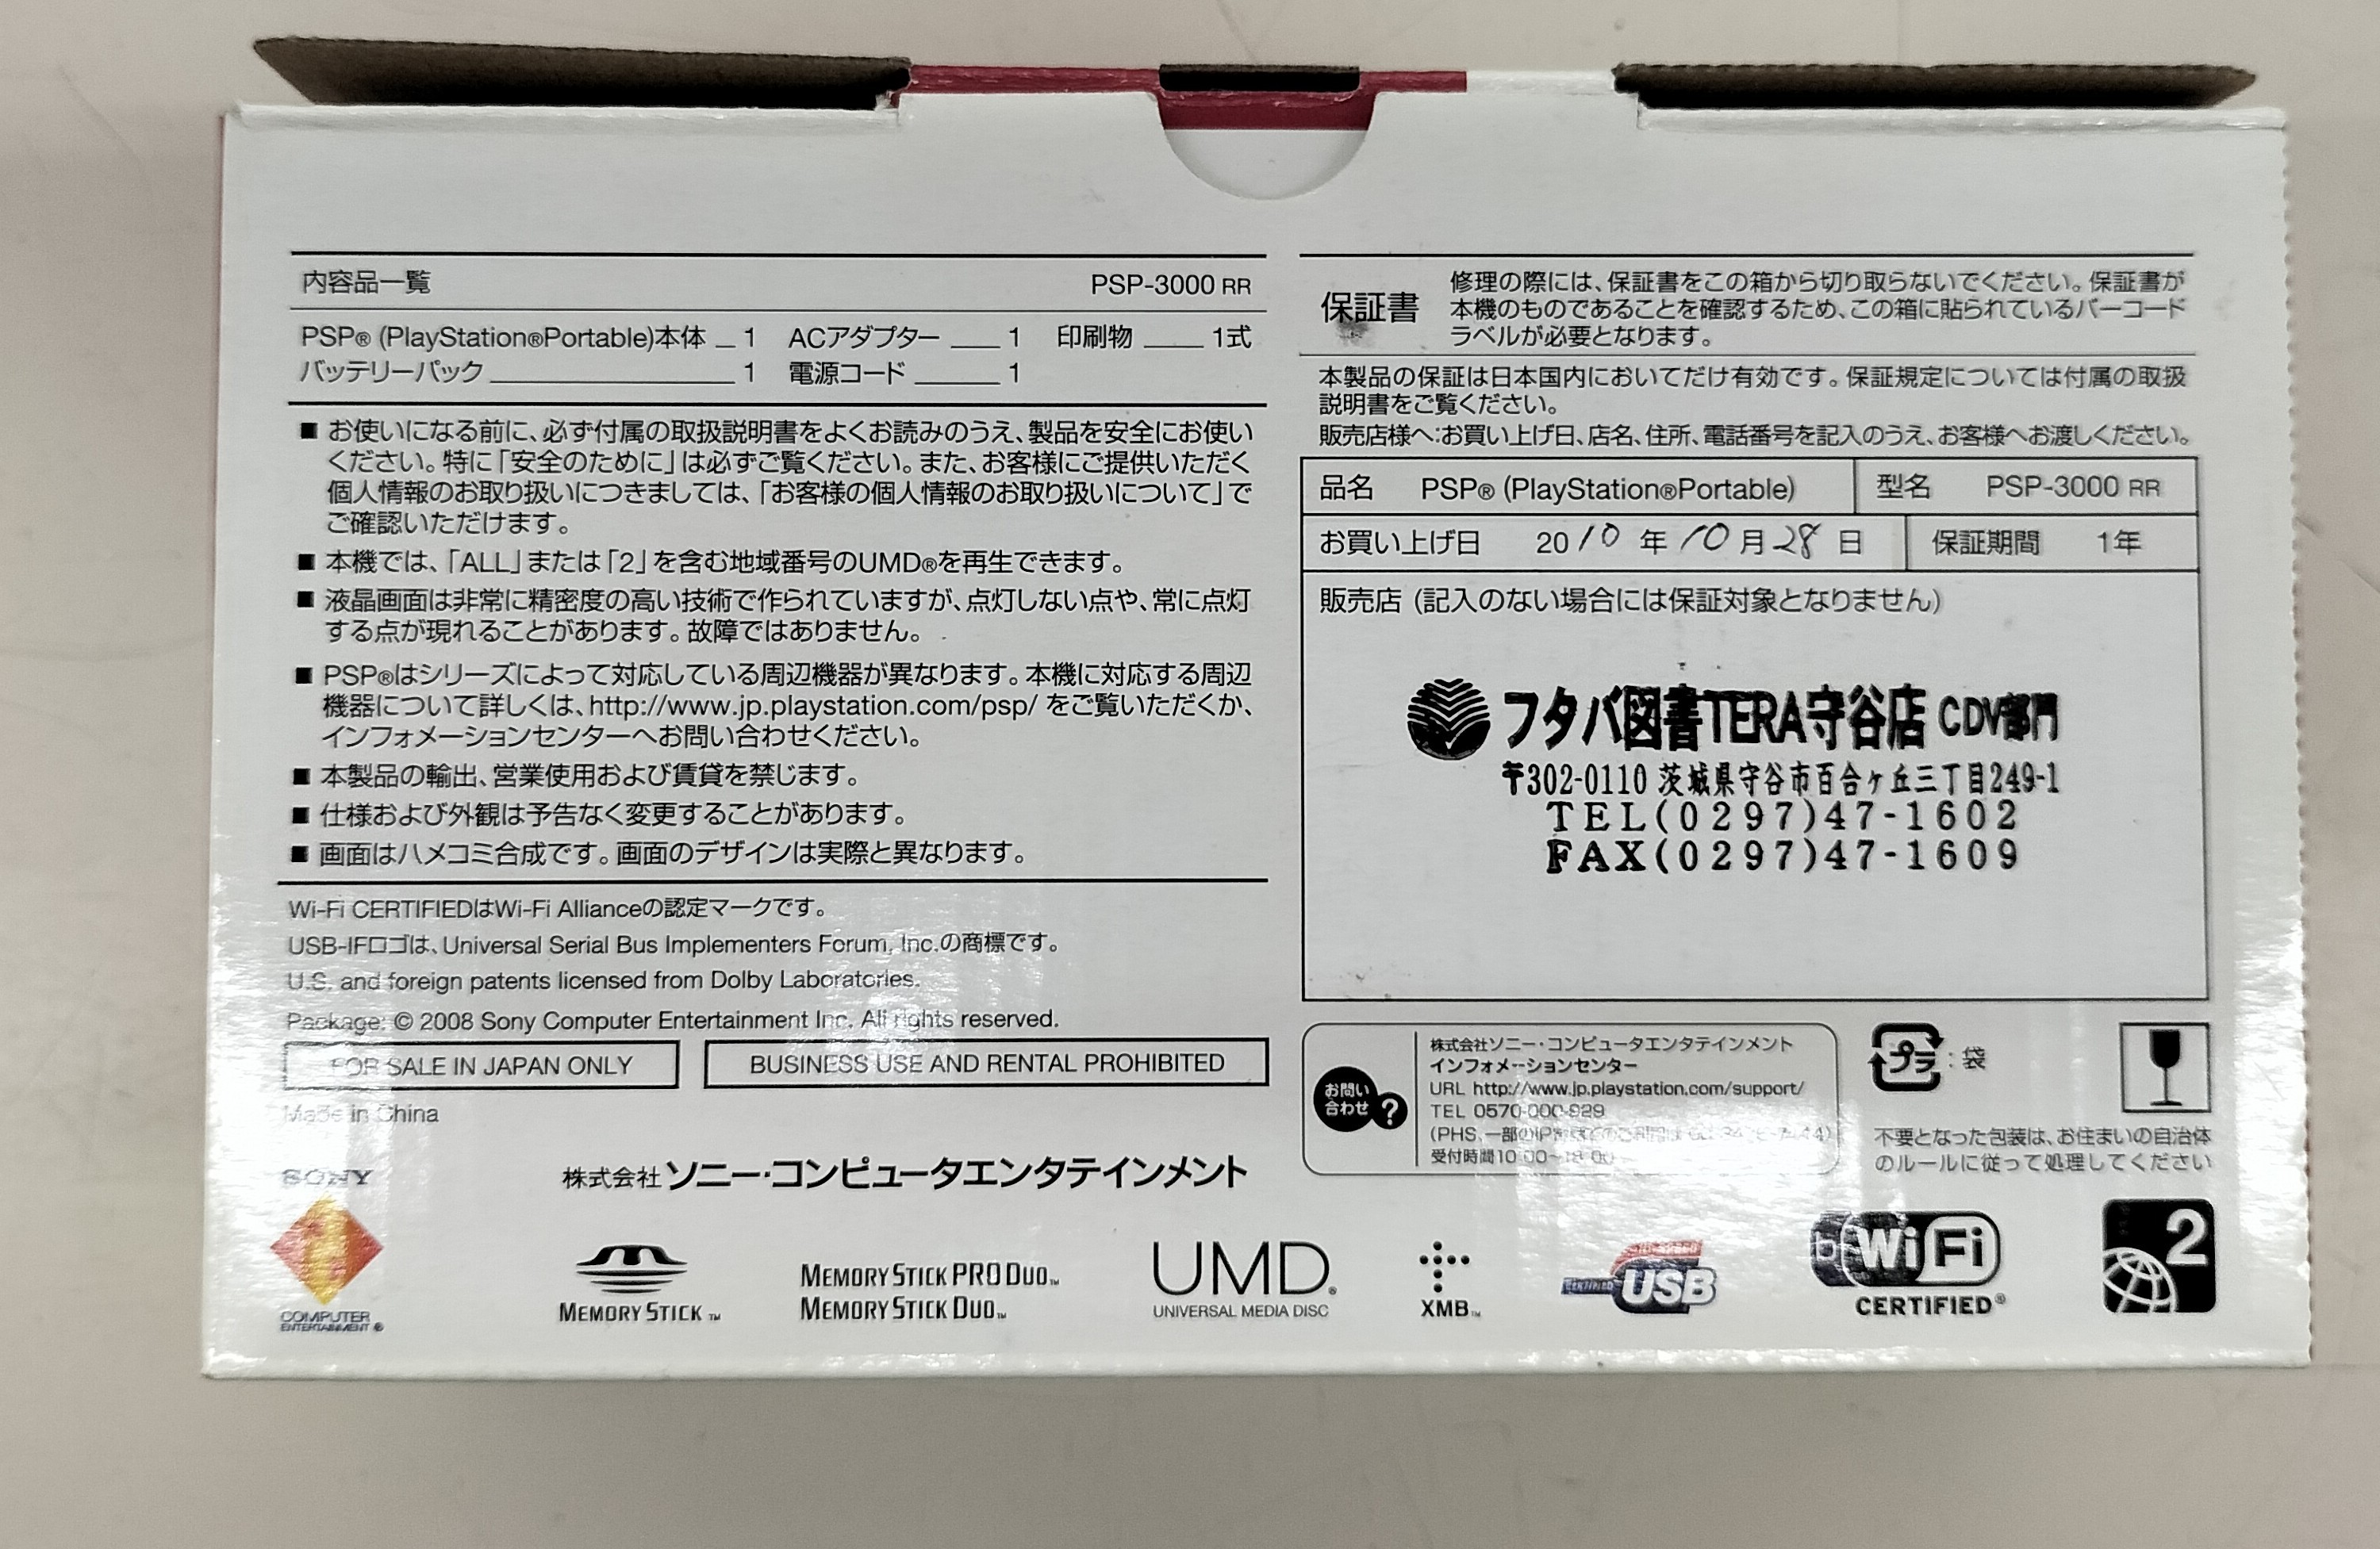 内容品一覧 PSP-3000 RR
PSP® (PlayStation®Portable)本体 1 ACアダプター 1 印刷物 1式
バッテリーパック 1 電源コード 1
■ お使いになる前に、必ず付属の取扱説明書をよくお読みのうえ、製品を安全にお使い
ください。特に「安全のために」は必ずご覧ください。また、お客様にご提供いただく
個人情報のお取り扱いにつきましては、「お客様の個人情報のお取り扱いについて」で
ご確認いただけます。
■ 本機では、「ALL」または「2」を含む地域番号のUMD®を再生できます。
■ 液晶画面は非常に精密度の高い技術で作られていますが、点灯しない点や、常に点灯
する点が現れることがあります。故障ではありません。
■ PSP®はシリーズによって対応している周辺機器が異なります。本機に対応する周辺
機器について詳しくは、http://www.jp.playstation.com/psp/ をご覧いただくか、
インフォメーションセンターへお問い合わせください。
■ 本製品の輸出、営業使用および賃貸を禁じます。
■ 仕様および外観は予告なく変更することがあります。
■ 画面はハメコミ合成です。画面のデザインは実際と異なります。
Wi-Fi CERTIFIEDはWi-Fi Allianceの認定マークです。
USB-IFロゴは、Universal Serial Bus Implementers Forum, Inc.の商標です。
U.S. and foreign patents licensed from Dolby Laboratories.
Package: © 2008 Sony Computer Entertainment Inc. All rights reserved.
FOR SALE IN JAPAN ONLY
BUSINESS USE AND RENTAL PROHIBITED
Made in China
SONY
COMPUTER
ENTERTAINMENT ®
株式会社 ソニー・コンピュータエンタテインメント
MEMORY STICK™
MEMORY STICK PRO DUO™
MEMORY STICK DUO™
UMD®
UNIVERSAL MEDIA DISC
XMB™
保証書
修理の際には、保証書をこの箱から切り取らないでください。保証書が
本機のものであることを確認するため、この箱に貼られているバーコード
ラベルが必要となります。
本製品の保証は日本国内においてだけ有効です。保証規定については付属の取扱
説明書をご覧ください。
販売店様へ:お買い上げ日、店名、住所、電話番号を記入のうえ、お客様へお渡しください。
品名 PSP® (PlayStation®Portable) 型名 PSP-3000 RR
お買い上げ日 2010年10月28日 保証期間 1年
販売店 (記入のない場合には保証対象となりません)
フタバ図書TERA守谷店 CDV部門
〒302-0110 茨城県守谷市百合ヶ丘三丁目249-1
TEL(0297)47-1602
FAX(0297)47-1609
お問い
合わせ ?
株式会社ソニー・コンピュータエンタテインメント
インフォメーションセンター
URL http://www.jp.playstation.com/support/
TEL 0570-000-929
(PHS、一部のIP
受付時間10:00~18:00
プラ :袋
不要となった包装は、お住まいの自治体
のルールに従って処理してください
CERTIFIED HI-SPEED USB
Wi Fi
CERTIFIED®
2